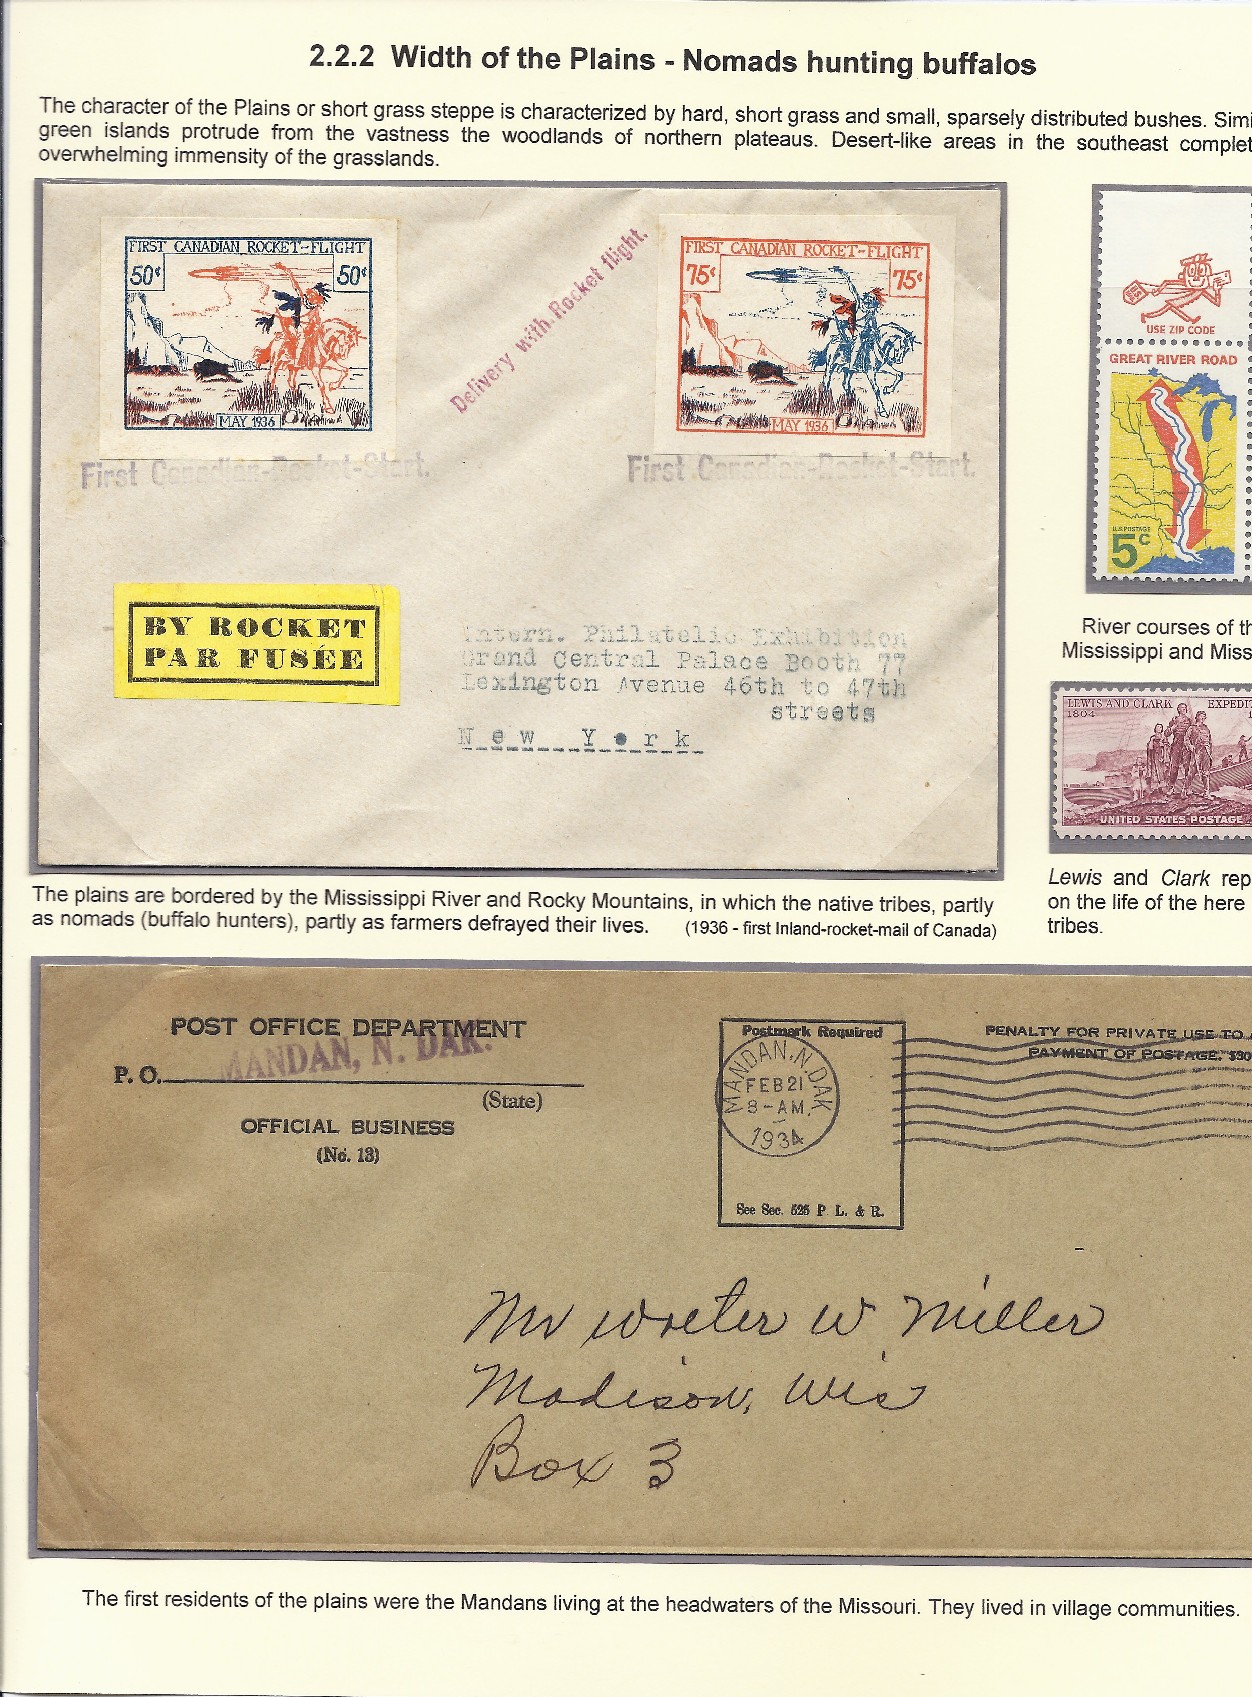 2.2.2 Width of the Plains - Nomads hunting buffalos
The character of the Plains or short grass steppe is characterized by hard, short grass and small, sparsely distributed bushes. Simi
green islands protrude from the vastness the woodlands of northern plateaus. Desert-like areas in the southeast complet
overwhelming immensity of the grasslands.
FIRST CANADIAN ROCKET-FLIGHT
50¢ 50¢
MAY 1936
Delivery with Rocket flight.
FIRST CANADIAN ROCKET-FLIGHT
75¢ 75¢
MAY 1936
First Canadian-Rocket-Start.
First Canadian-Rocket-Start.
BY ROCKET
PAR FUSÉE
Intern. Philatelic Exhibition
Grand Central Palace Booth 77
Lexington Avenue 46th to 47th
streets
New York
USE ZIP CODE
GREAT RIVER ROAD
U.S. POSTAGE
5c
River courses of th
Mississippi and Miss
LEWIS AND CLARK EXPEDIT
1804 1
UNITED STATES POSTAGE
Lewis and Clark rep
on the life of the here
tribes.
The plains are bordered by the Mississippi River and Rocky Mountains, in which the native tribes, partly
as nomads (buffalo hunters), partly as farmers defrayed their lives. (1936 - first Inland-rocket-mail of Canada)
POST OFFICE DEPARTMENT
MANDAN, N. DAK.
P. O.
(State)
OFFICIAL BUSINESS
(No. 13)
Postmark Required
MANDAN, N. DAK
FEB 21
8-AM
1934
See Sec. 525 P. L. & R.
PENALTY FOR PRIVATE USE TO A
PAYMENT OF POSTAGE, $30
Mr Walter W Miller
Madison, Wis
Box 3
The first residents of the plains were the Mandans living at the headwaters of the Missouri. They lived in village communities.